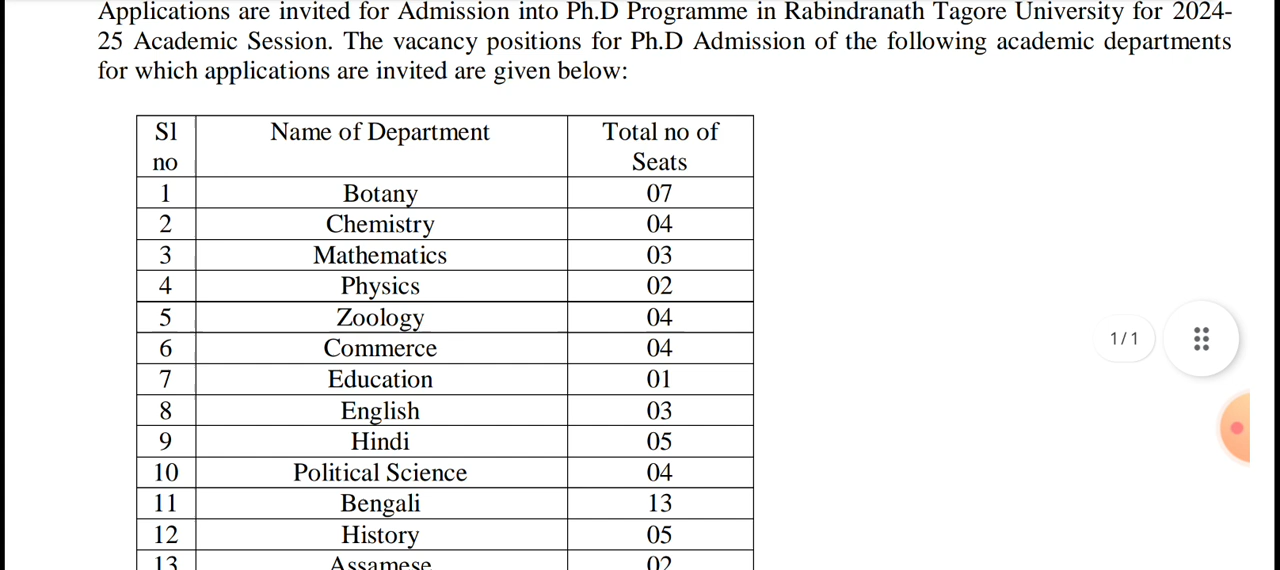 Applications are invited for Admission into Ph.D Programme in Rabindranath Tagore University for 2024-
25 Academic Session. The vacancy positions for Ph.D Admission of the following academic departments
for which applications are invited are given below:
Sl no Name of Department Total no of Seats
1 Botany 07
2 Chemistry 04
3 Mathematics 03
4 Physics 02
5 Zoology 04
6 Commerce 04
7 Education 01
8 English 03
9 Hindi 05
10 Political Science 04
11 Bengali 13
12 History 05
13 Assamese 02
1/1